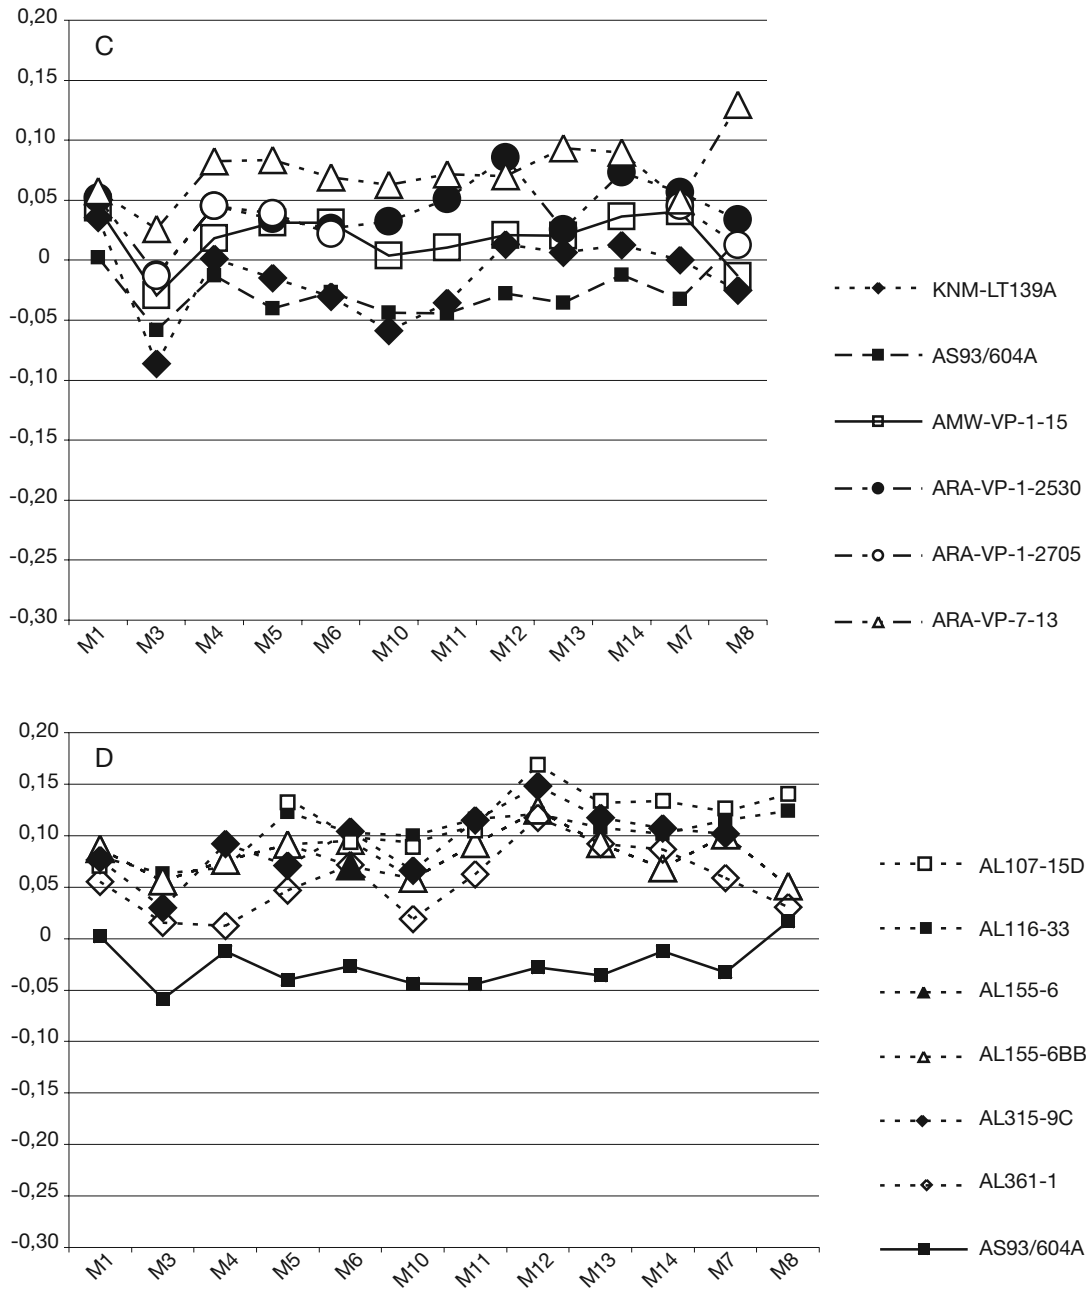 C
0,20
0,15
0,10
0,05
0
-0,05
-0,10
-0,15
-0,20
-0,25
-0,30
M1 M3 M4 M5 M6 M10 M11 M12 M13 M14 M7 M8
KNM-LT139A
AS93/604A
AMW-VP-1-15
ARA-VP-1-2530
ARA-VP-1-2705
ARA-VP-7-13
D
0,20
0,15
0,10
0,05
0
-0,05
-0,10
-0,15
-0,20
-0,25
-0,30
M1 M3 M4 M5 M6 M10 M11 M12 M13 M14 M7 M8
AL107-15D
AL116-33
AL155-6
AL155-6BB
AL315-9C
AL361-1
AS93/604A